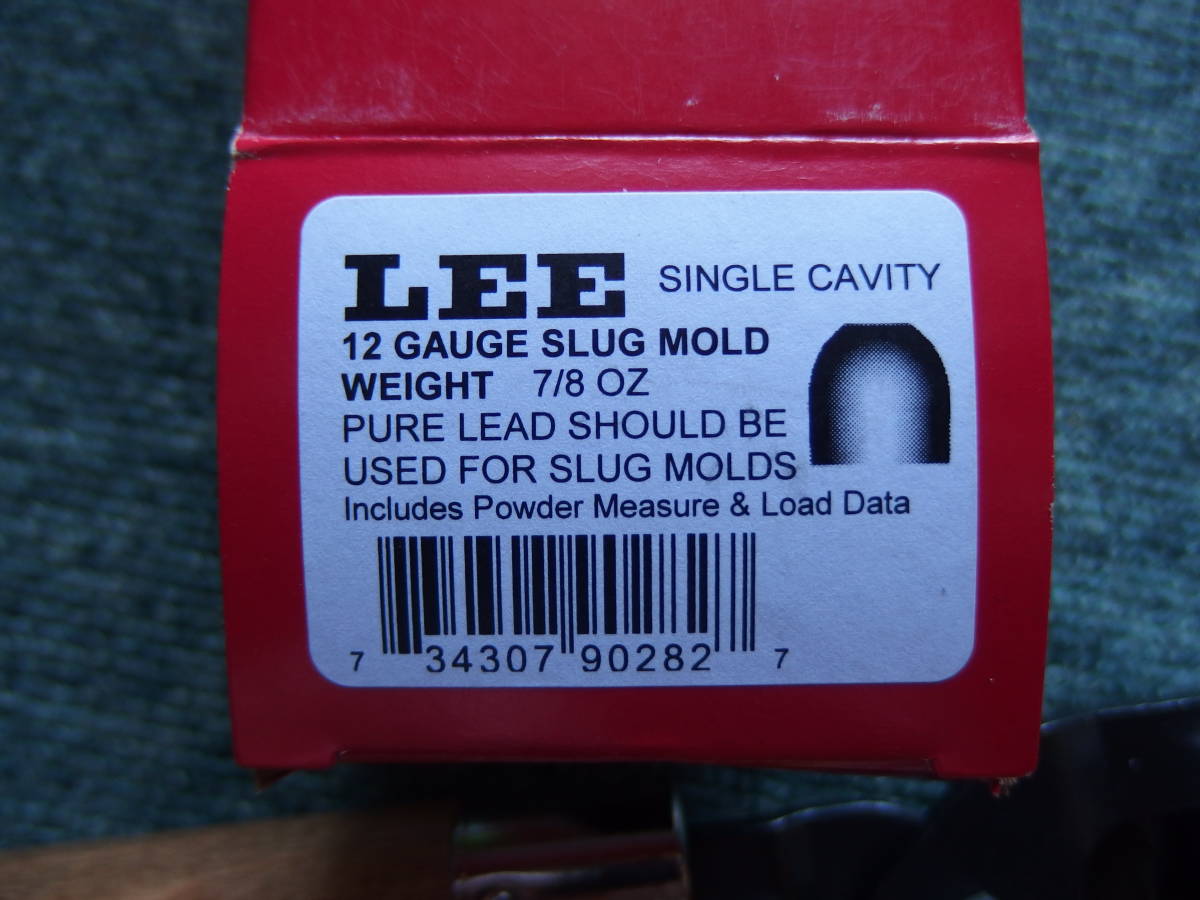 LEE SINGLE CAVITY
12 GAUGE SLUG MOLD
WEIGHT 7/8 OZ
PURE LEAD SHOULD BE
USED FOR SLUG MOLDS
Includes Powder Measure & Load Data
7 34307 90282 7